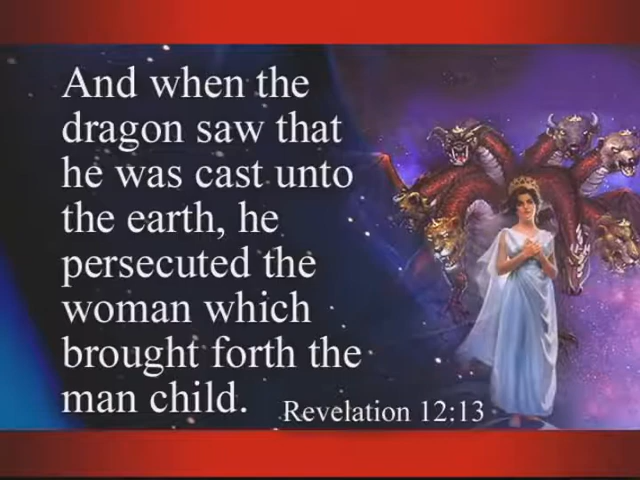 And when the
dragon saw that
he was cast unto
the earth, he
persecuted the
woman which
brought forth the
man child.
Revelation 12:13